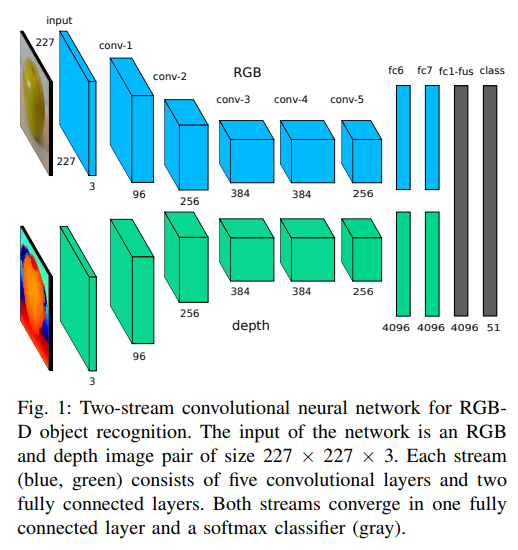 input
227
conv-1
conv-2
RGB
conv-3
conv-4
conv-5
fc6
fc7
fc1-fus
class
227
3
96
256
384
384
256
256
384
384
256
96
3
depth
4096
4096
4096
51
Fig. 1: Two-stream convolutional neural network for RGB-
D object recognition. The input of the network is an RGB
and depth image pair of size 227 × 227 × 3. Each stream
(blue, green) consists of five convolutional layers and two
fully connected layers. Both streams converge in one fully
connected layer and a softmax classifier (gray).